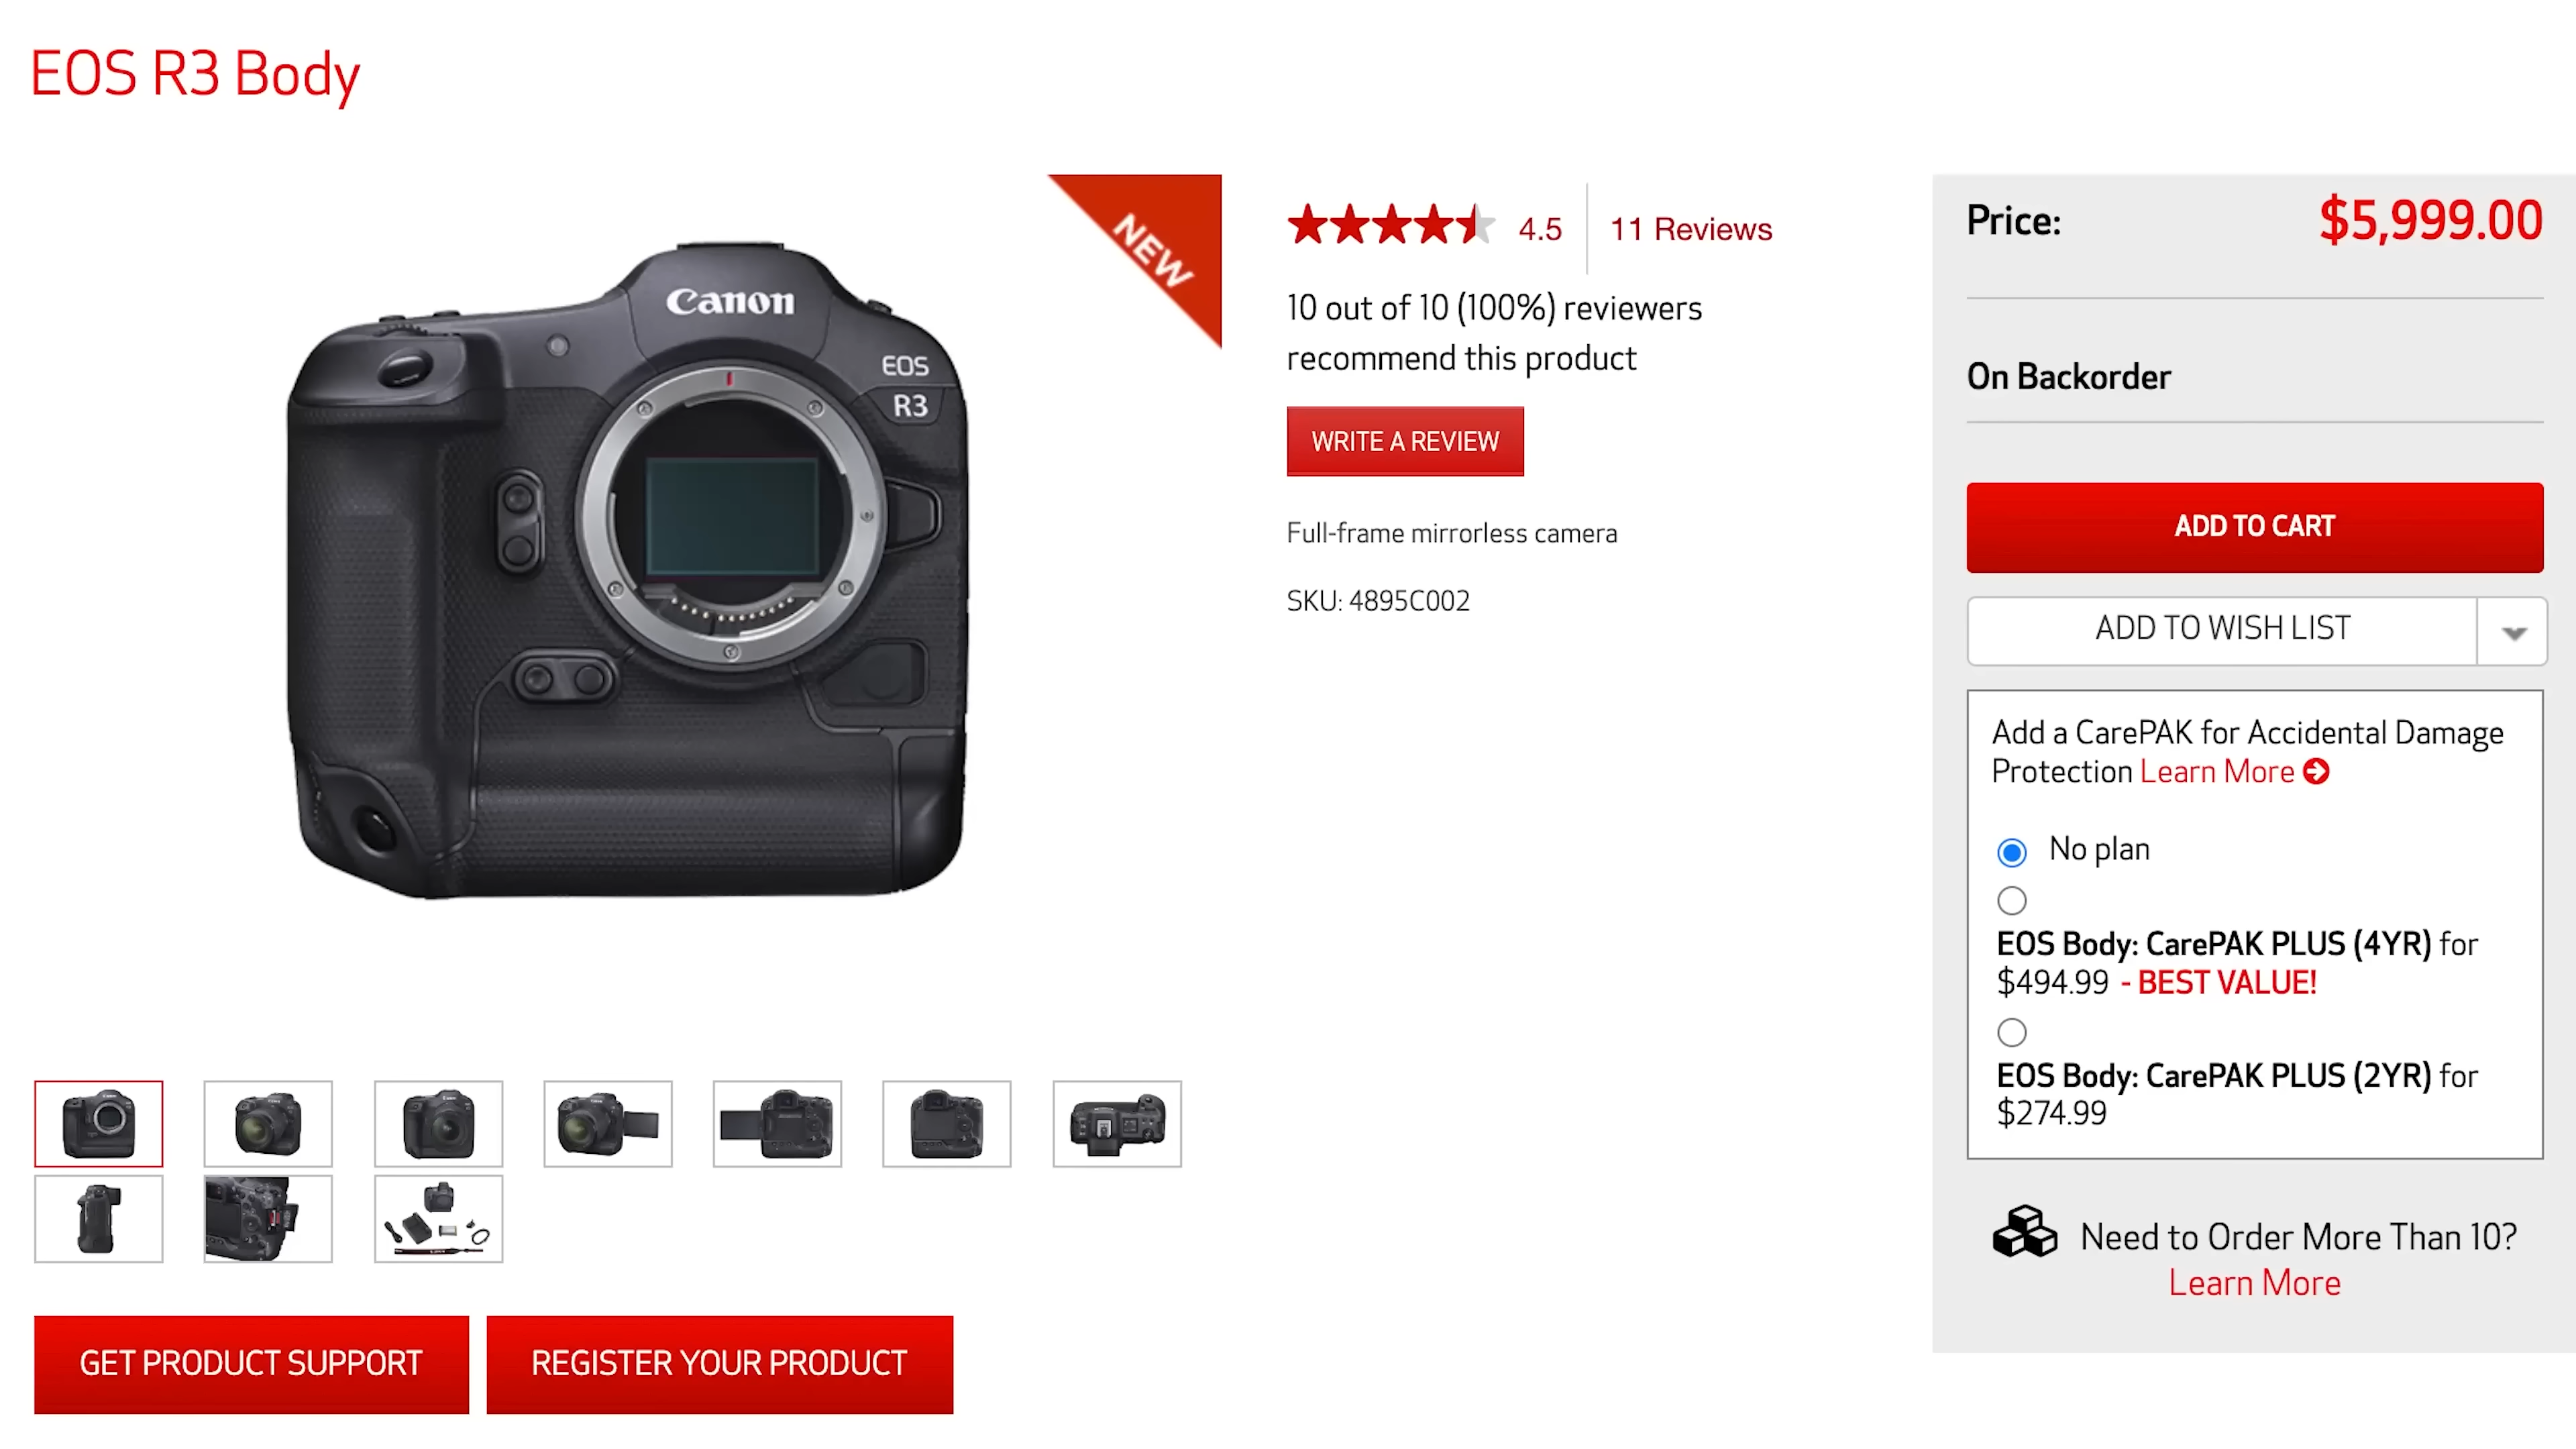 EOS R3 Body
NEW
Canon
EOS
R3
4.5
11 Reviews
10 out of 10 (100%) reviewers
recommend this product
WRITE A REVIEW
Full-frame mirrorless camera
SKU: 4895C002
Price:
$5,999.00
On Backorder
ADD TO CART
ADD TO WISH LIST
Add a CarePAK for Accidental Damage
Protection Learn More
No plan
EOS Body: CarePAK PLUS (4YR) for
$494.99 - BEST VALUE!
EOS Body: CarePAK PLUS (2YR) for
$274.99
Need to Order More Than 10?
Learn More
GET PRODUCT SUPPORT
REGISTER YOUR PRODUCT